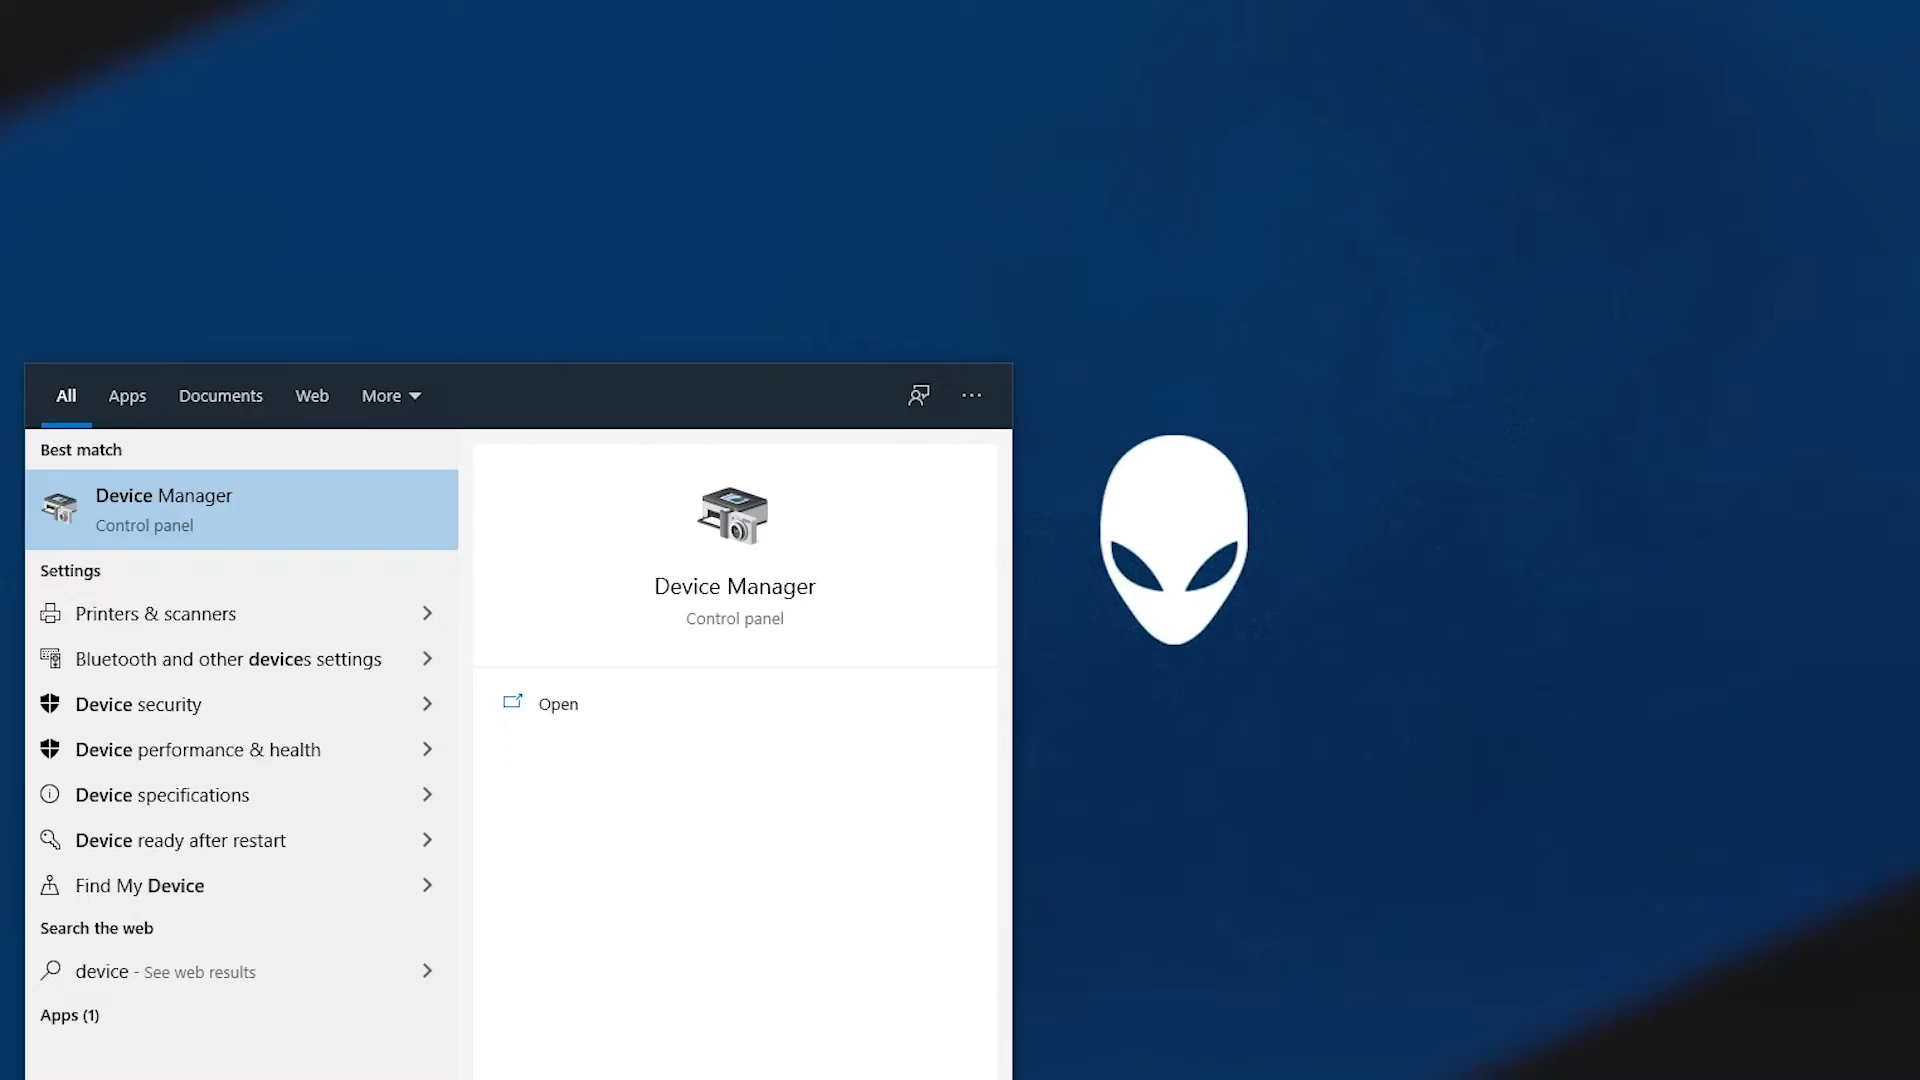 All Apps Documents Web More
Best match
Device Manager
Control panel
Settings
Printers & scanners
Bluetooth and other devices settings
Device security
Device performance & health
Device specifications
Device ready after restart
Find My Device
Search the web
device - See web results
Apps (1)
Device Manager
Control panel
Open